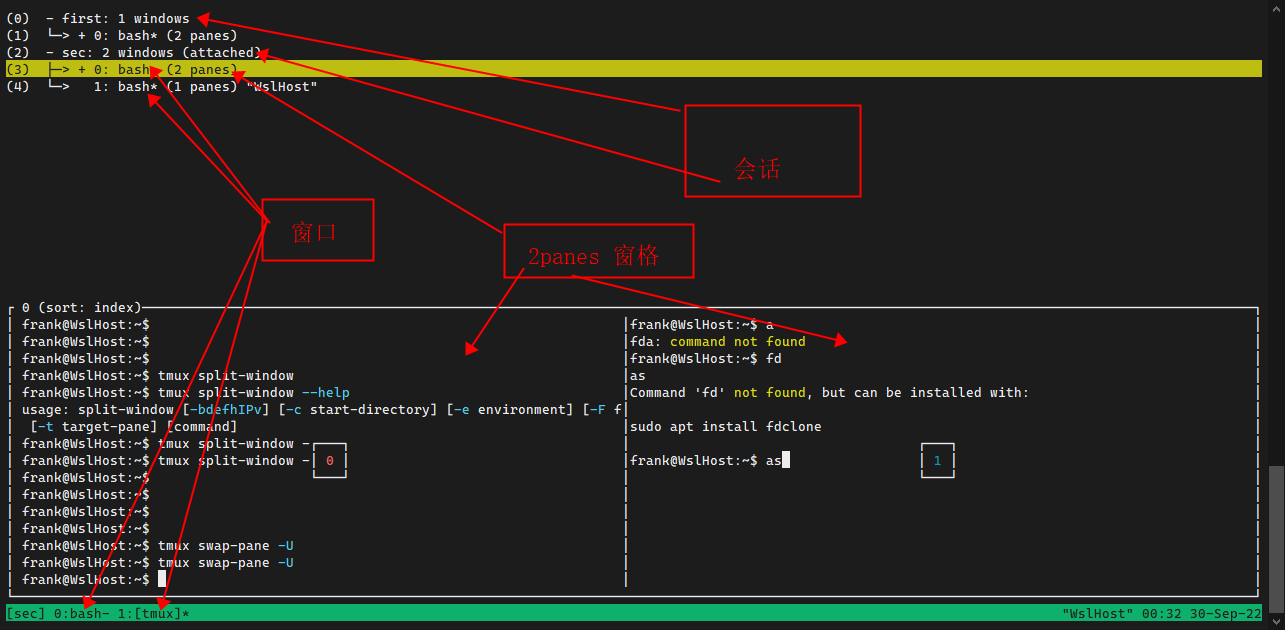 (0)  - first: 1 windows
(1)  └─> + 0: bash* (2 panes)
(2)  - sec: 2 windows (attached)
(3)  ├─> + 0: bash- (2 panes)
(4)  └─>   1: bash* (1 panes) "WslHost"
会话
窗口
2panes 窗格
0 (sort: index)
frank@WslHost:~$
frank@WslHost:~$
frank@WslHost:~$
frank@WslHost:~$ tmux split-window
frank@WslHost:~$ tmux split-window --help
usage: split-window [-bdefhIPv] [-c start-directory] [-e environment] [-F f
[-t target-pane] [command]
frank@WslHost:~$ tmux split-window -
frank@WslHost:~$ tmux split-window - 0
frank@WslHost:~$
frank@WslHost:~$
frank@WslHost:~$
frank@WslHost:~$
frank@WslHost:~$ tmux swap-pane -U
frank@WslHost:~$ tmux swap-pane -U
frank@WslHost:~$
frank@WslHost:~$ a
fda: command not found
frank@WslHost:~$ fd
as
Command 'fd' not found, but can be installed with:
sudo apt install fdclone
frank@WslHost:~$ as 1
[sec] 0:bash- 1:[tmux]* "WslHost" 00:32 30-Sep-22